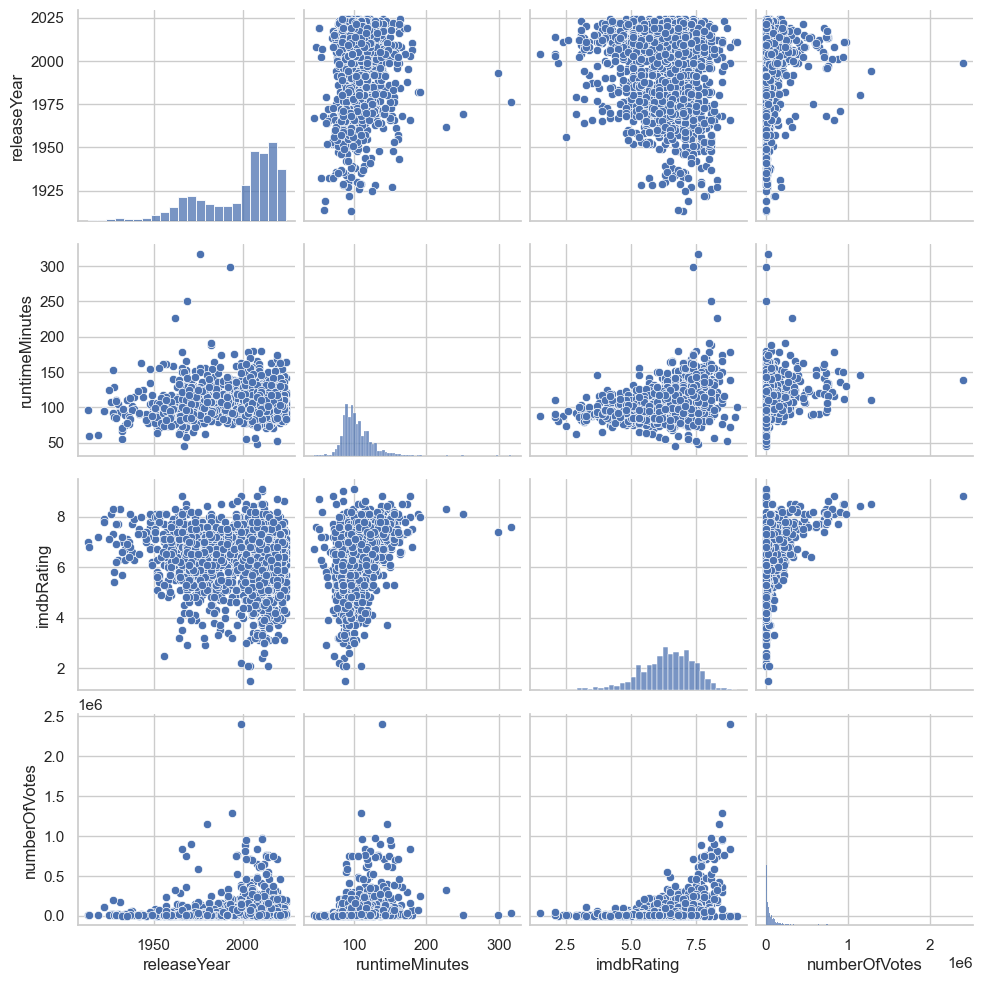 2025
2000
1975
1950
1925
releaseYear
300
250
200
150
100
50
runtimeMinutes
8
6
4
2
imdbRating
1e6
2.5
2.0
1.5
1.0
0.5
0.0
numberOfVotes
1950 2000 100 200 300 2.5 5.0 7.5 0 1 2
1e6
releaseYear runtimeMinutes imdbRating numberOfVotes